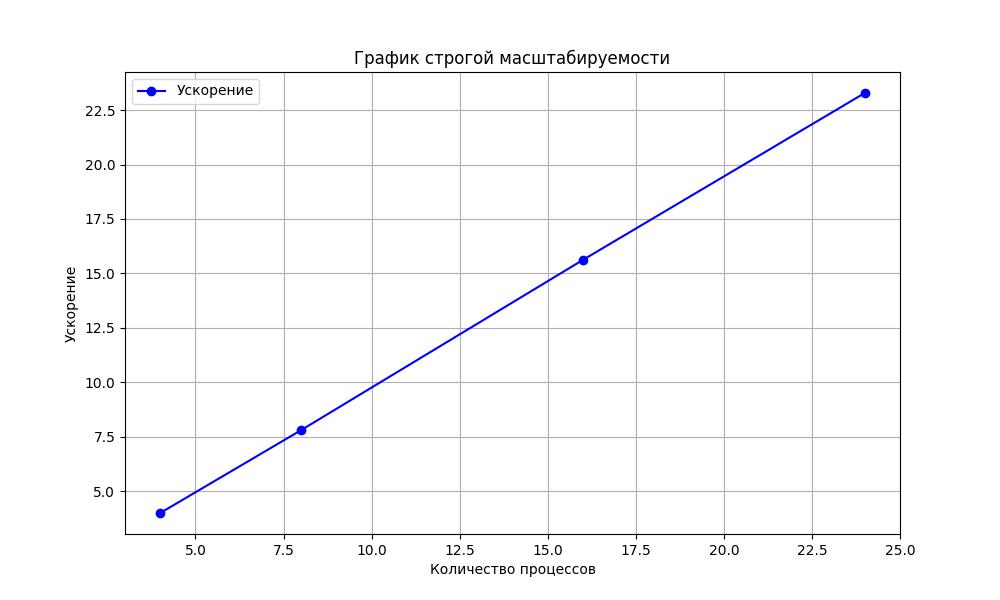 График строгой масштабируемости
Ускорение
22.5
20.0
17.5
15.0
12.5
10.0
7.5
5.0
Ускорение
5.0 7.5 10.0 12.5 15.0 17.5 20.0 22.5 25.0
Количество процессов